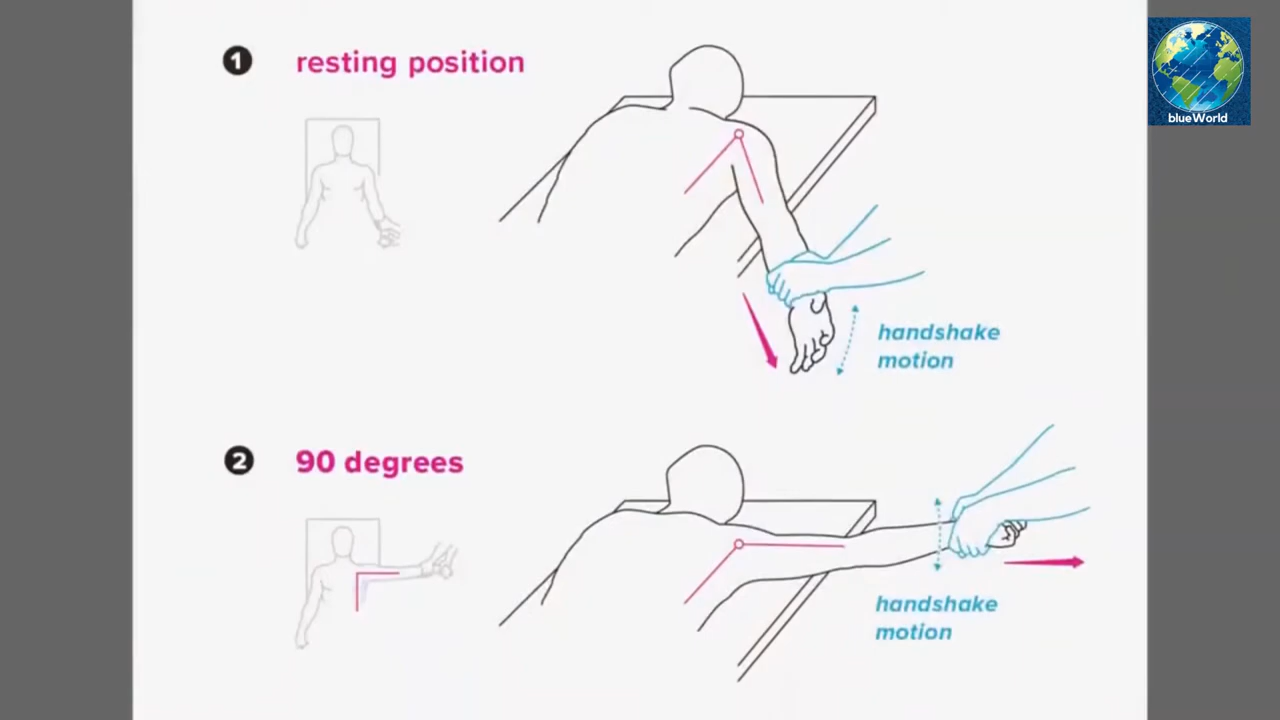 1 resting position
blueWorld
handshake
motion
2 90 degrees
handshake
motion